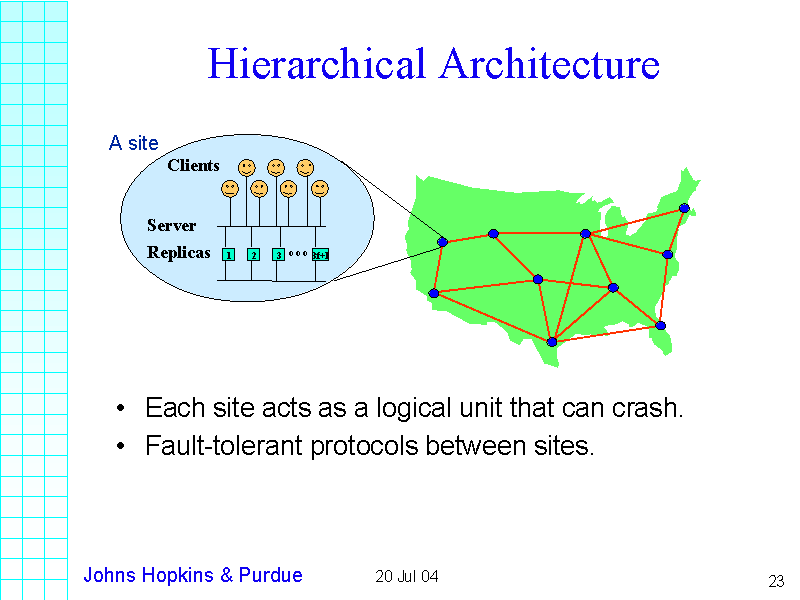 Hierarchical Architecture
A site
Clients
Server
Replicas 1 2 3 ooo 3f+1
• Each site acts as a logical unit that can crash.
• Fault-tolerant protocols between sites.
Johns Hopkins & Purdue
20 Jul 04
23